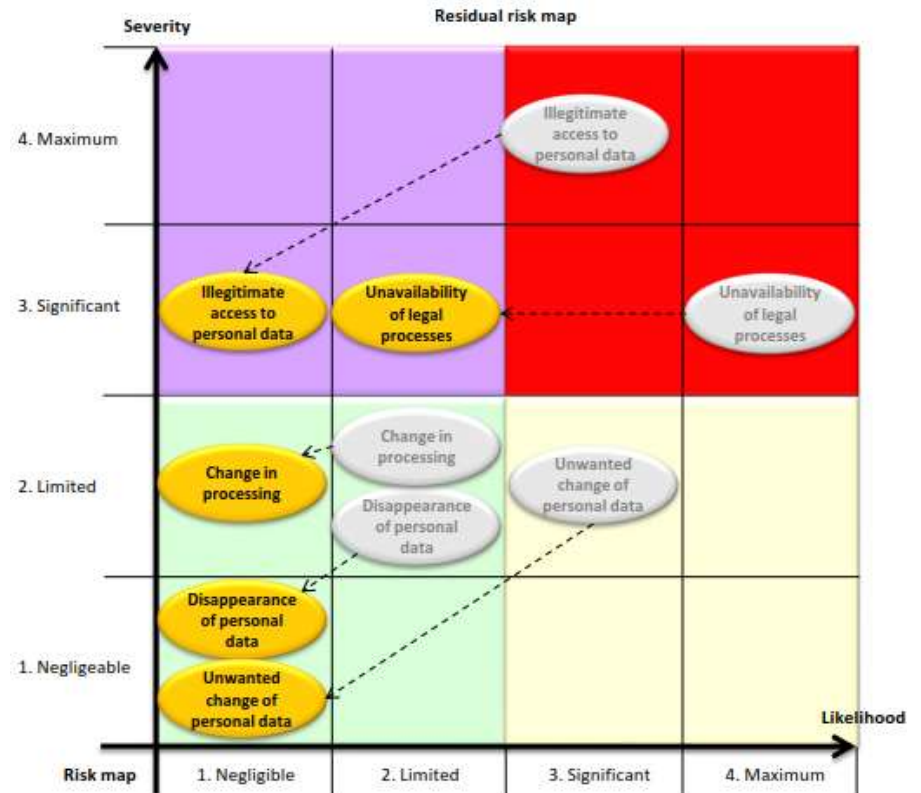 Residual risk map
Severity
4. Maximum
Illegitimate
access to
personal data
3. Significant
Illegitimate
access to
personal data
Unavailability
of legal
processes
Unavailability
of legal
processes
2. Limited
Change in
processing
Change in
processing
Disappearance
of personal
data
Unwanted
change of
personal data
1. Negligeable
Disappearance
of personal
data
Unwanted
change of
personal data
Likelihood
Risk map
1. Negligible
2. Limited
3. Significant
4. Maximum